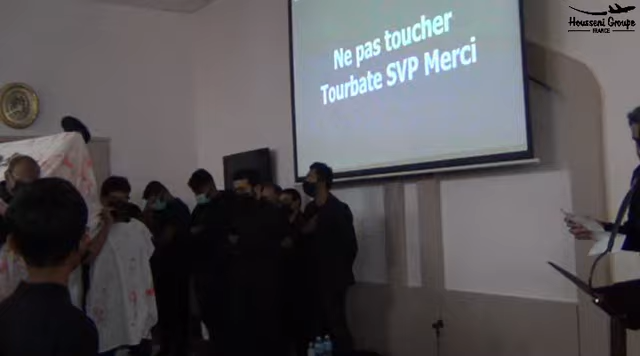 Housseni Groupe
FRANCE
Ne pas toucher
Tourbate SVP Merci